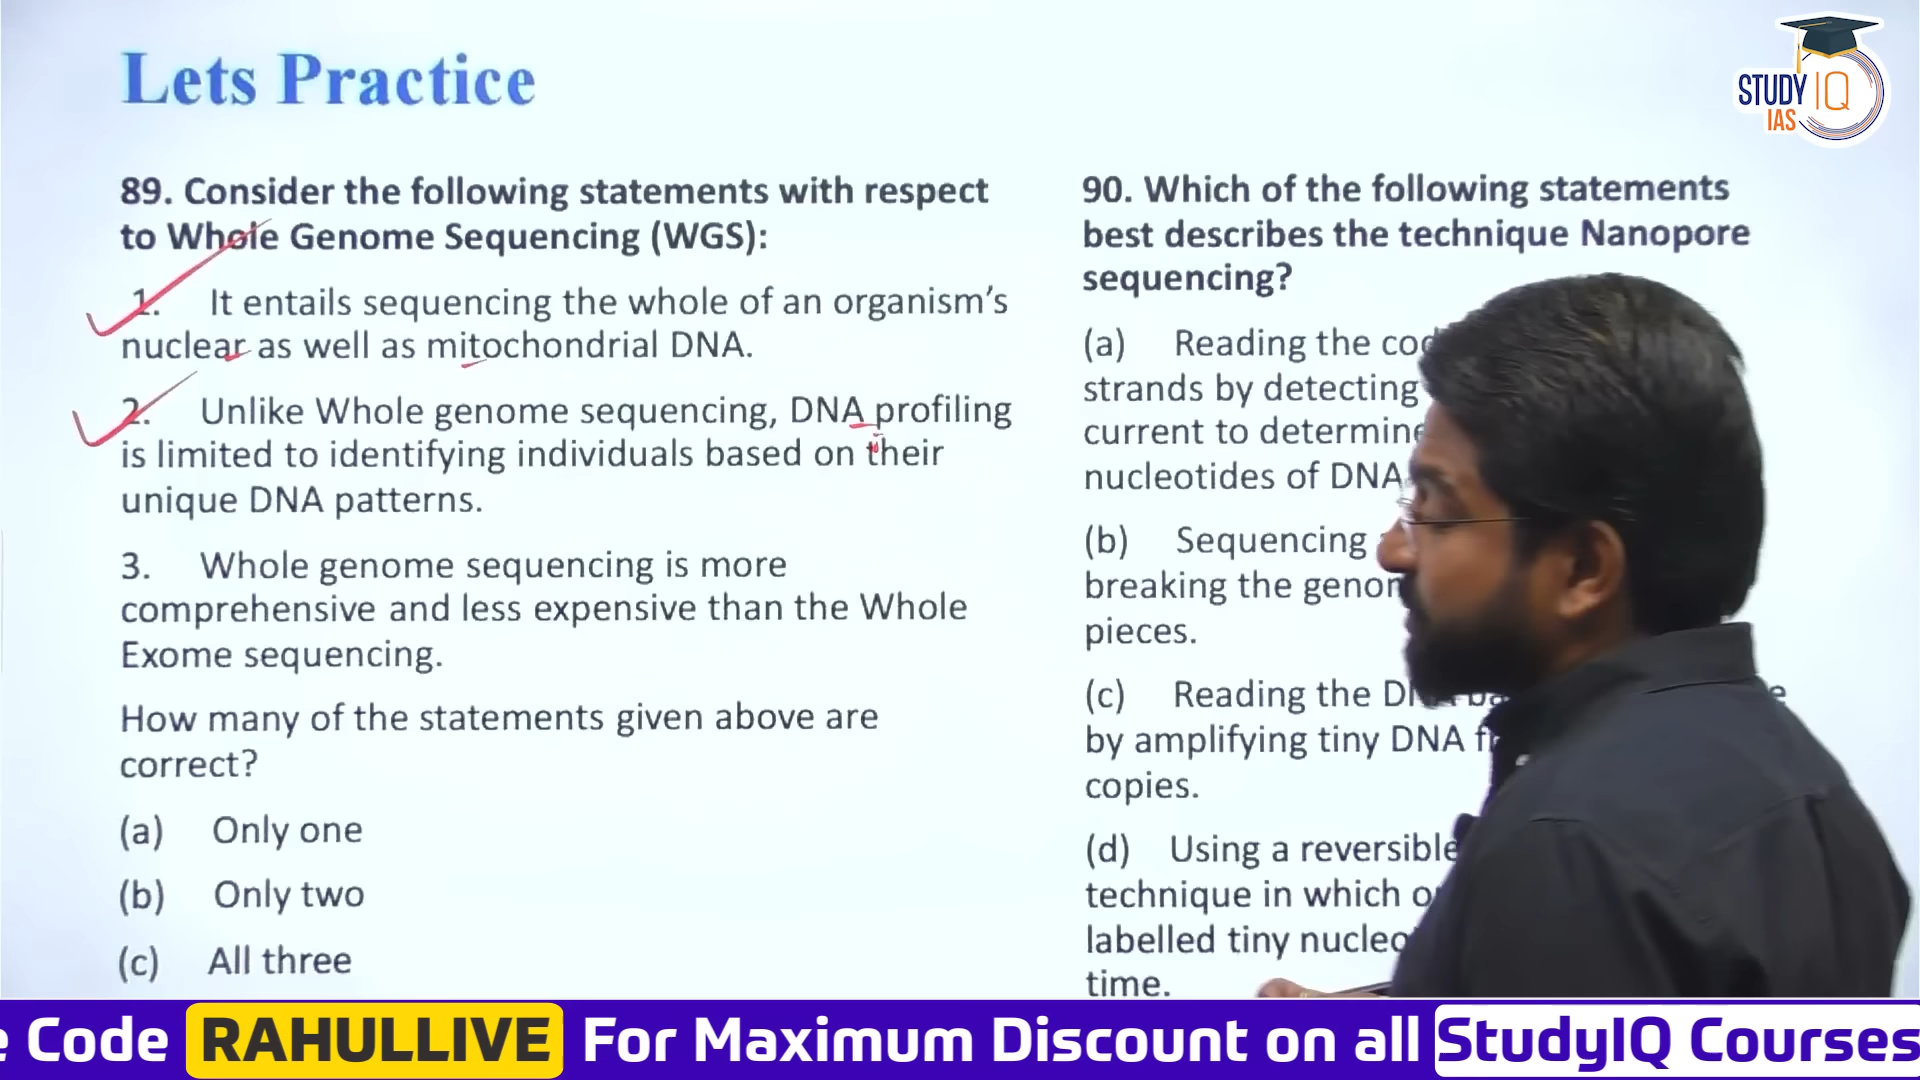 Lets Practice
STUDY IQ
IAS
89. Consider the following statements with respect
to Whole Genome Sequencing (WGS):
1. It entails sequencing the whole of an organism's
nuclear as well as mitochondrial DNA.
2. Unlike Whole genome sequencing, DNA profiling
is limited to identifying individuals based on their
unique DNA patterns.
3. Whole genome sequencing is more
comprehensive and less expensive than the Whole
Exome sequencing.
How many of the statements given above are
correct?
(a) Only one
(b) Only two
(c) All three
90. Which of the following statements
best describes the technique Nanopore
sequencing?
(a) Reading the
strands by detecting
current to determine
nucleotides of DNA
(b) Sequencing
breaking the
pieces.
(c) Reading the
by amplifying tiny DNA
copies.
(d) Using a reversible
technique in which
labelled tiny
time.
Code RAHULLIVE For Maximum Discount on all StudyIQ Courses